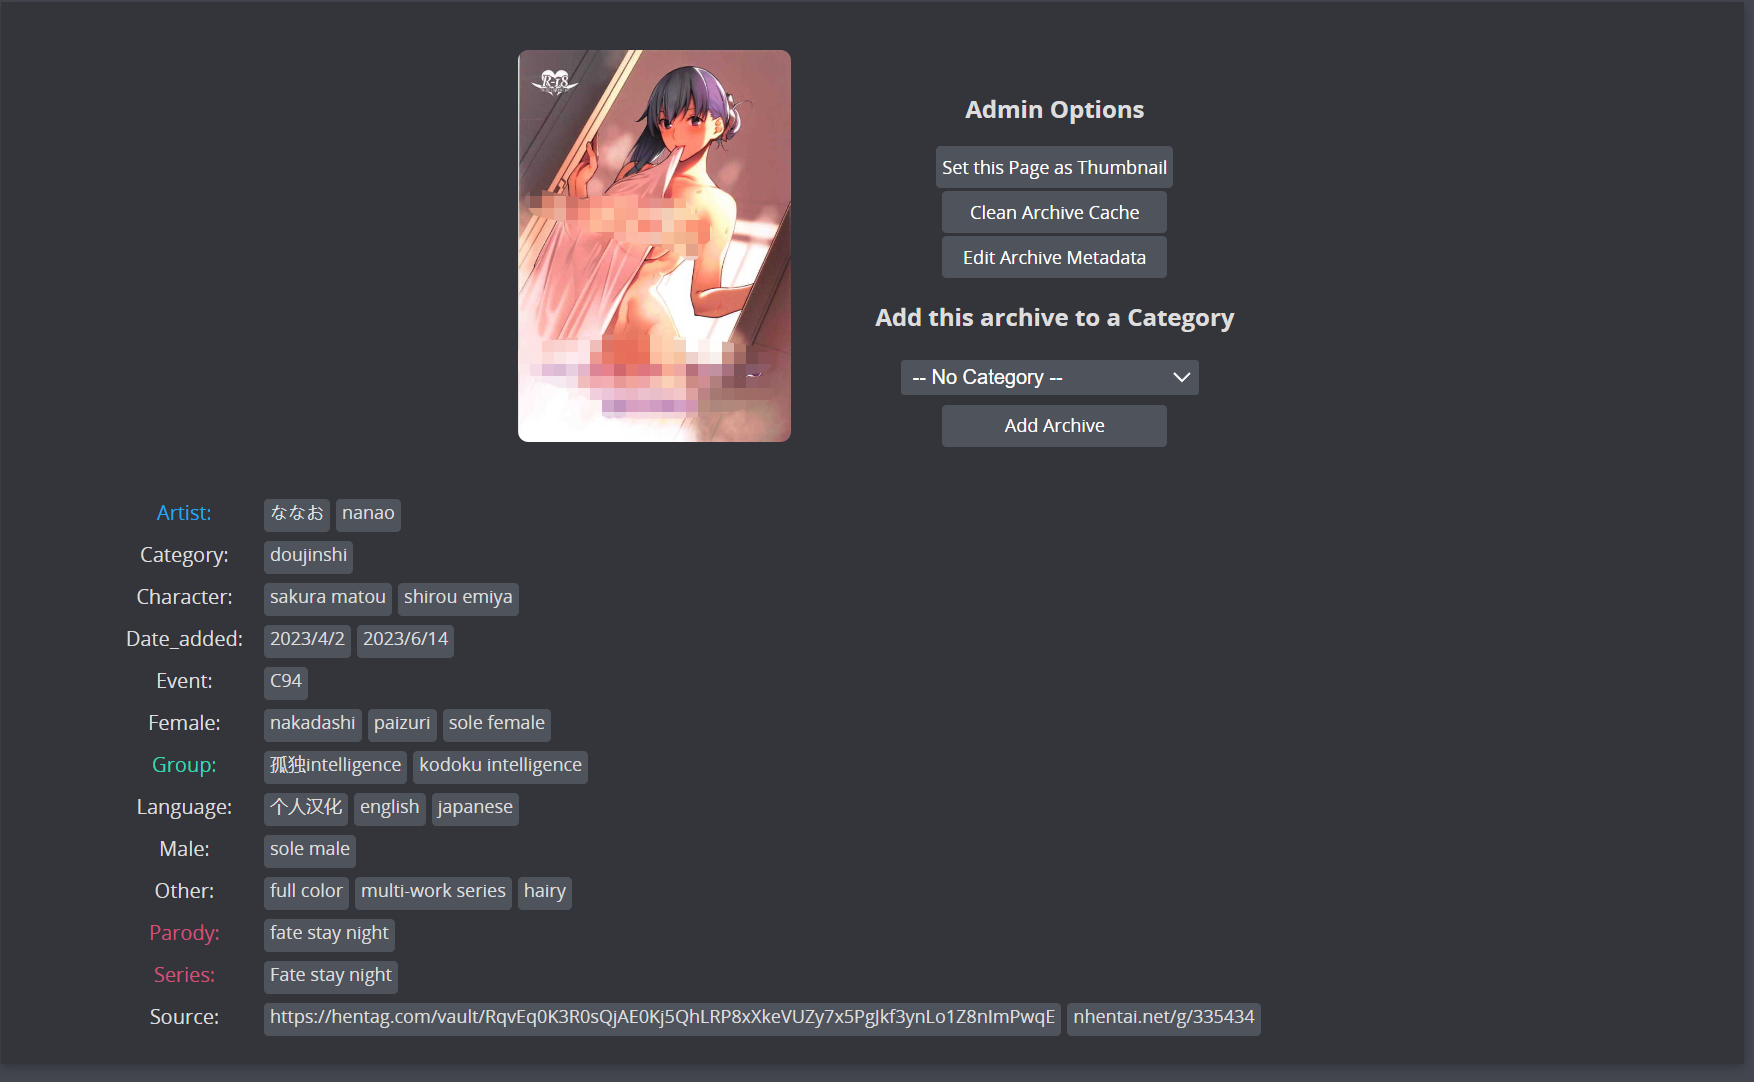 R-18
Admin Options
Set this Page as Thumbnail
Clean Archive Cache
Edit Archive Metadata
Add this archive to a Category
-- No Category --
Add Archive
Artist: ななお nanao
Category: doujinshi
Character: sakura matou shirou emiya
Date_added: 2023/4/2 2023/6/14
Event: C94
Female: nakadashi paizuri sole female
Group: 孤独intelligence kodoku intelligence
Language: 个人汉化 english japanese
Male: sole male
Other: full color multi-work series hairy
Parody: fate stay night
Series: Fate stay night
Source: https://hentag.com/vault/RqvEq0K3R0sQjAE0Kj5QhLRP8xXkeVUZy7x5PgJkf3ynLo1Z8nImPwqE nhentai.net/g/335434